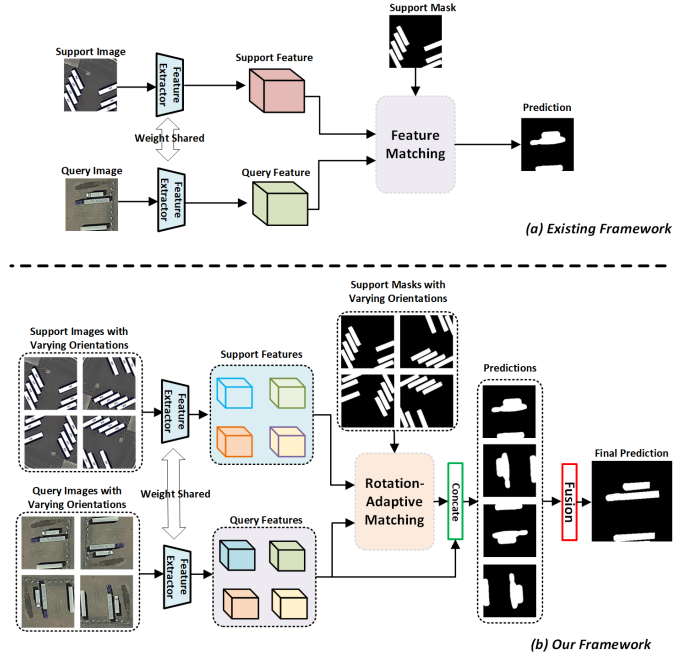 Support Mask
Support Image
Support Feature
Feature
Extractor
Prediction
Feature
Matching
Weight Shared
Query Image
Query Feature
Feature
Extractor
(a) Existing Framework
Support Masks with
Varying Orientations
Support Images with
Varying Orientations
Support Features
Predictions
Feature
Extractor
Final Prediction
Rotation-
Adaptive
Matching
Concate
Fusion
Weight Shared
Query Images with
Varying Orientations
Query Features
Feature
Extractor
(b) Our Framework